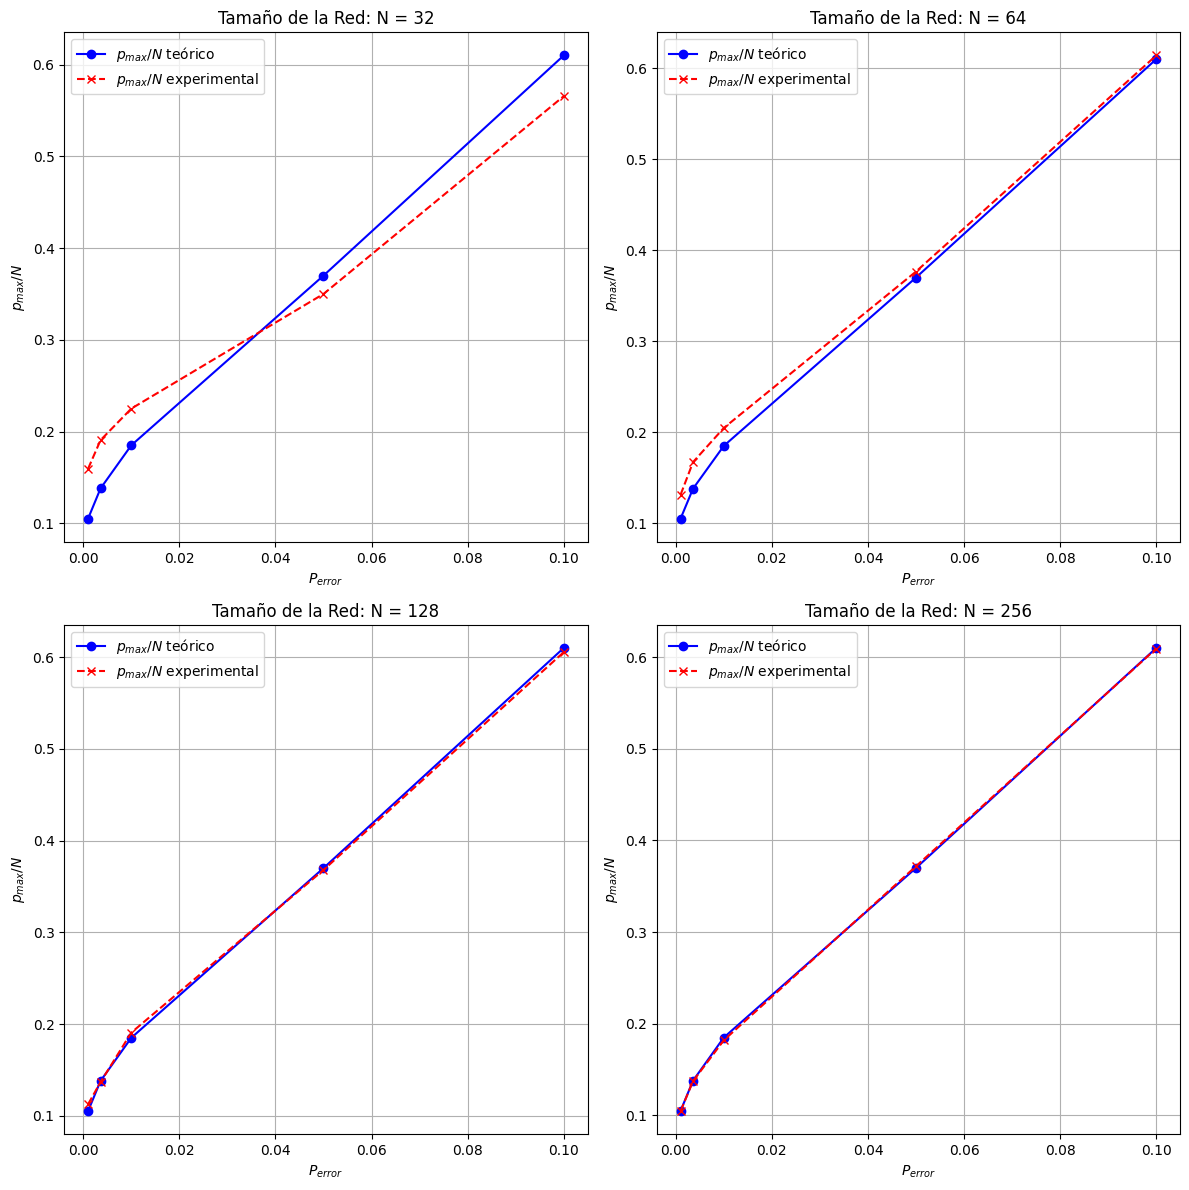 Tamaño de la Red: N = 32
p_max/N teórico
p_max/N experimental
0.6
0.5
0.4
0.3
0.2
0.1
p_max/N
0.00 0.02 0.04 0.06 0.08 0.10
P_error
Tamaño de la Red: N = 64
p_max/N teórico
p_max/N experimental
0.6
0.5
0.4
0.3
0.2
0.1
p_max/N
0.00 0.02 0.04 0.06 0.08 0.10
P_error
Tamaño de la Red: N = 128
p_max/N teórico
p_max/N experimental
0.6
0.5
0.4
0.3
0.2
0.1
p_max/N
0.00 0.02 0.04 0.06 0.08 0.10
P_error
Tamaño de la Red: N = 256
p_max/N teórico
p_max/N experimental
0.6
0.5
0.4
0.3
0.2
0.1
p_max/N
0.00 0.02 0.04 0.06 0.08 0.10
P_error